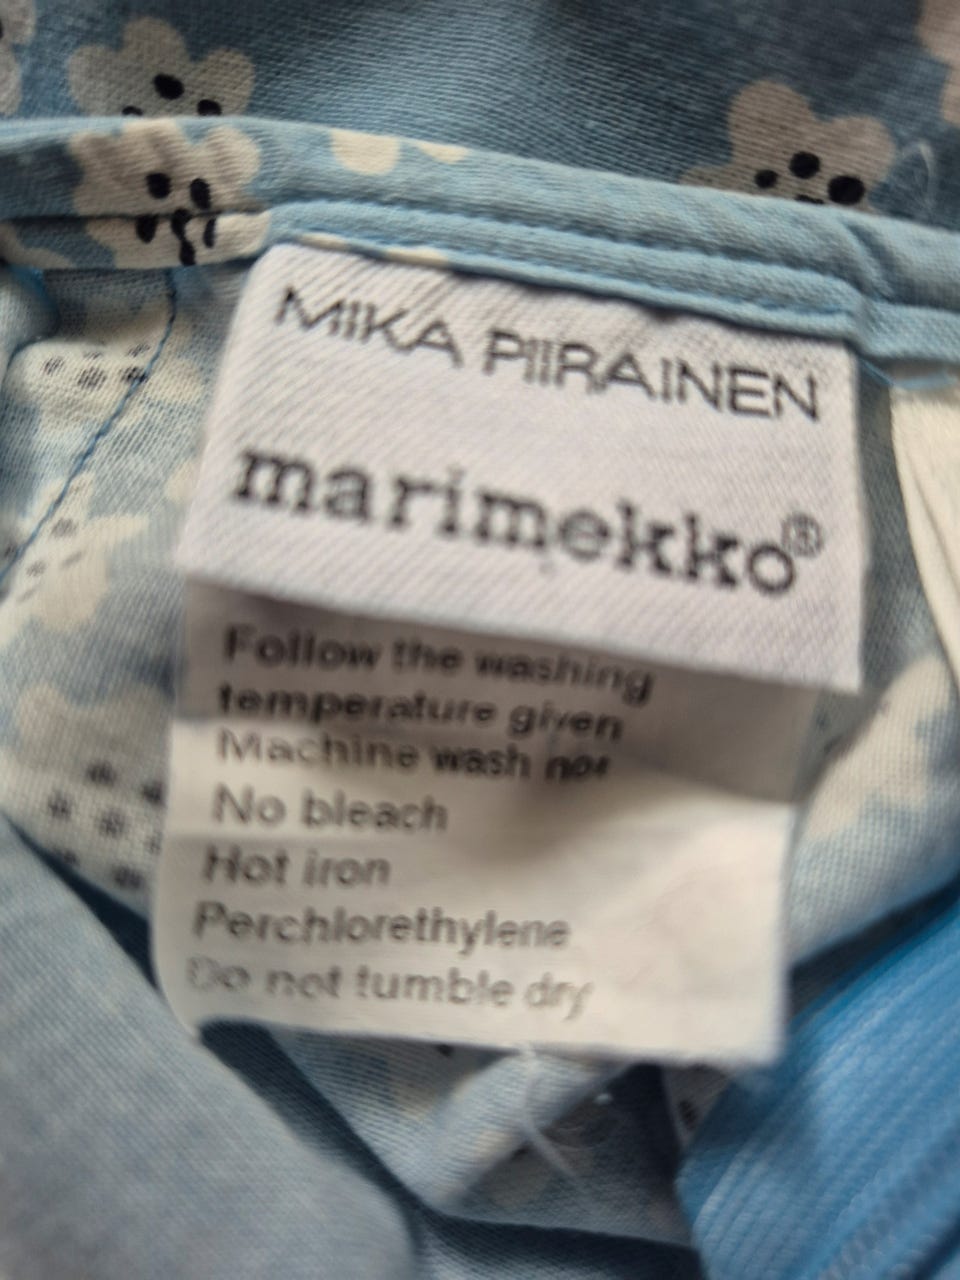 MIKA PIIRAINEN
marimekko®
Follow the washing
temperature given
Machine wash
No bleach
Hot iron
Perchlorethylene
Do not tumble dry